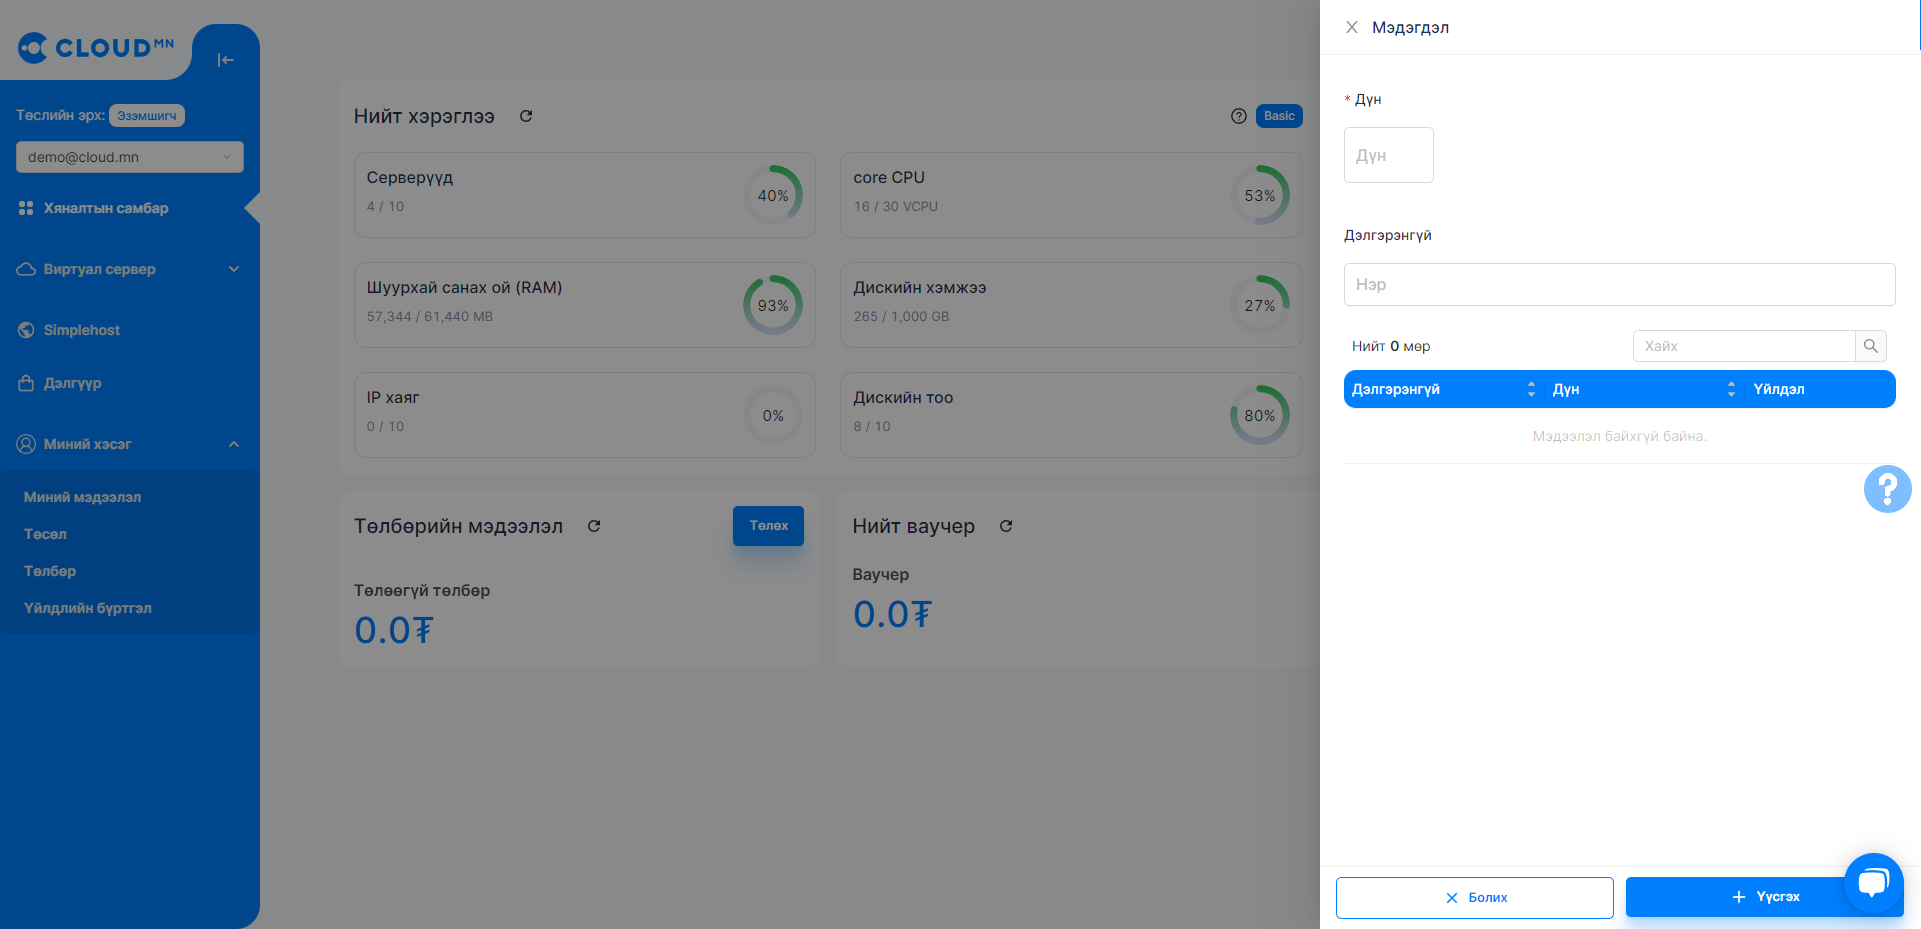 CLOUD MN
Төслийн эрх: Эзэмшигч
demo@cloud.mn
Хяналтын самбар
Виртуал сервер
Simplehost
Дэлгүүр
Миний хэсэг
Миний мэдээлэл
Төсөл
Төлбөр
Үйлдлийн бүртгэл
Нийт хэрэглээ
Basic
Серверүүд
4 / 10
40%
core CPU
16 / 30 VCPU
53%
Шуурхай санах ой (RAM)
57,344 / 61,440 MB
93%
Дискийн хэмжээ
265 / 1,000 GB
27%
IP хаяг
0 / 10
0%
Дискийн тоо
8 / 10
80%
Төлбөрийн мэдээлэл
Төлөх
Төлөөгүй төлбөр
0.0₮
Нийт ваучер
Ваучер
0.0₮
Мэдэгдэл
* Дүн
Дүн
Дэлгэрэнгүй
Нэр
Нийт 0 мөр
Хайх
Дэлгэрэнгүй Дүн Үйлдэл
Мэдээлэл байхгүй байна.
Болих
Үүсгэх